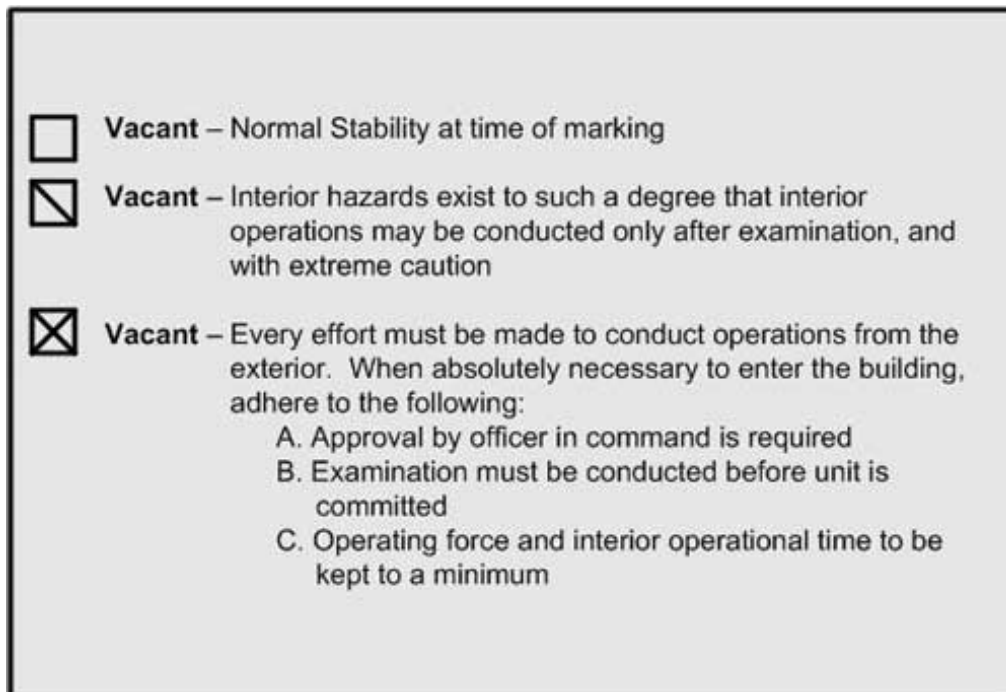 Vacant – Normal Stability at time of marking
Vacant – Interior hazards exist to such a degree that interior
operations may be conducted only after examination, and
with extreme caution
Vacant – Every effort must be made to conduct operations from the
exterior. When absolutely necessary to enter the building,
adhere to the following:
A. Approval by officer in command is required
B. Examination must be conducted before unit is
committed
C. Operating force and interior operational time to be
kept to a minimum